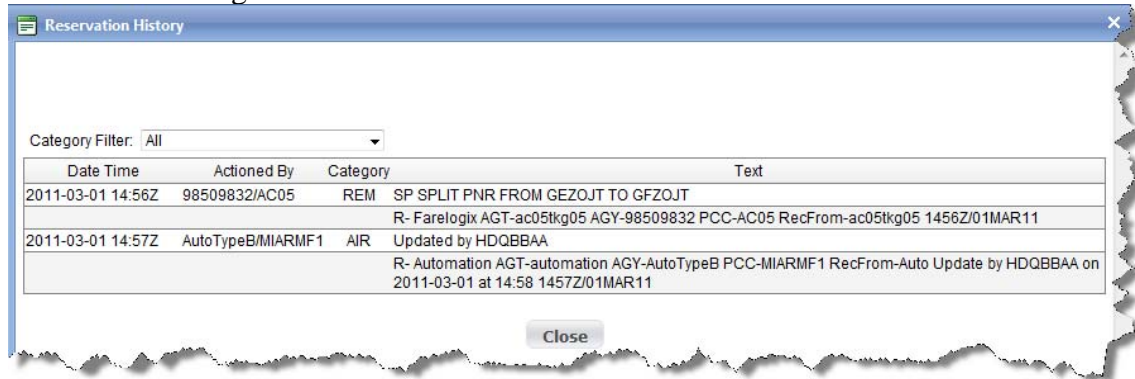 Reservation History
Category Filter: All
Date Time Actioned By Category Text
2011-03-01 14:56Z 98509832/AC05 REM SP SPLIT PNR FROM GEZOJT TO GFZOJT
R- Farelogix AGT-ac05tkg05 AGY-98509832 PCC-AC05 RecFrom-ac05tkg05 1456Z/01MAR11
2011-03-01 14:57Z AutoTypeB/MIARMF1 AIR Updated by HDQBBAA
R- Automation AGT-automation AGY-AutoTypeB PCC-MIARMF1 RecFrom-Auto Update by HDQBBAA on
2011-03-01 at 14:58 1457Z/01MAR11
Close